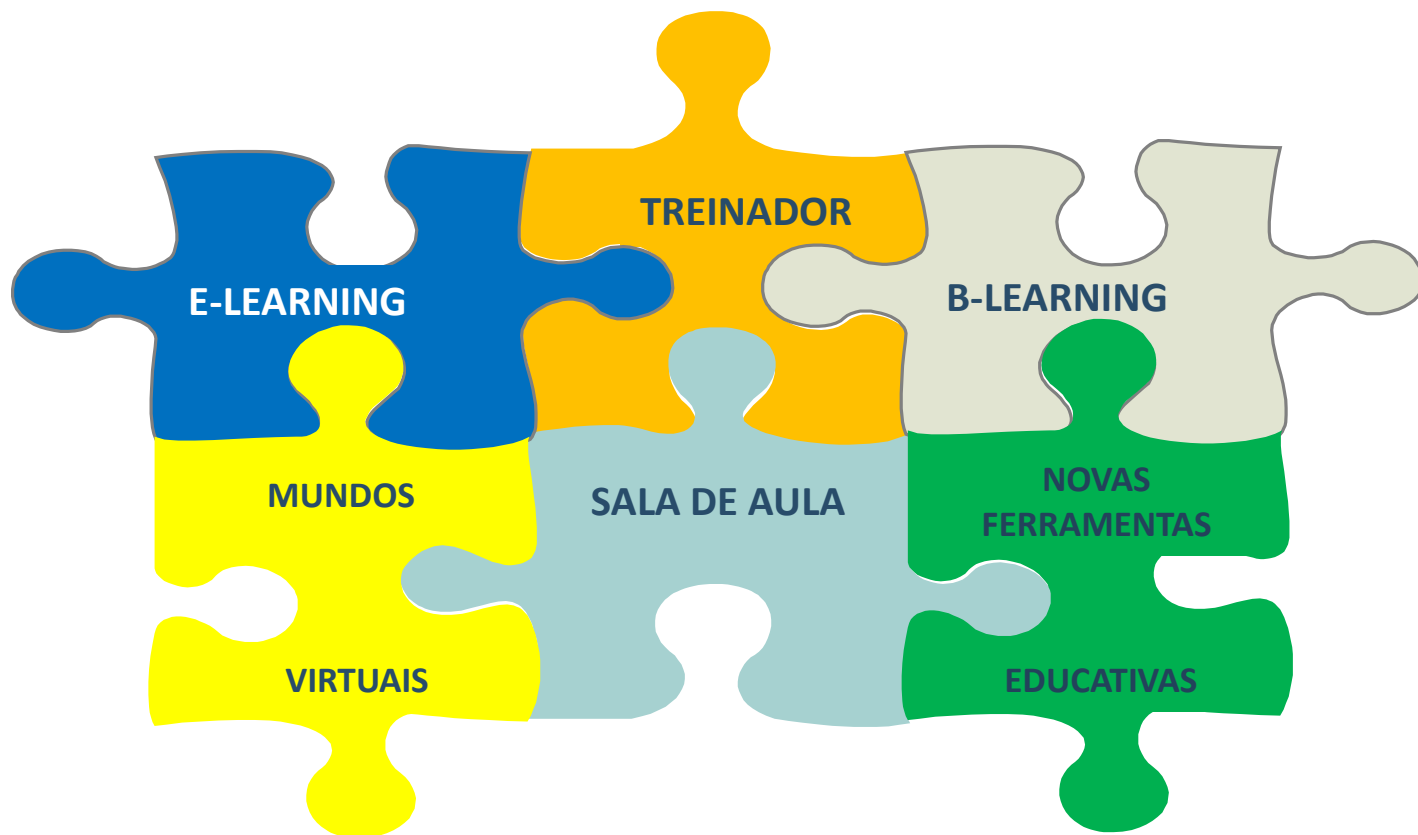 TREINADOR
E-LEARNING
B-LEARNING
MUNDOS
VIRTUAIS
SALA DE AULA
NOVAS
FERRAMENTAS
EDUCATIVAS